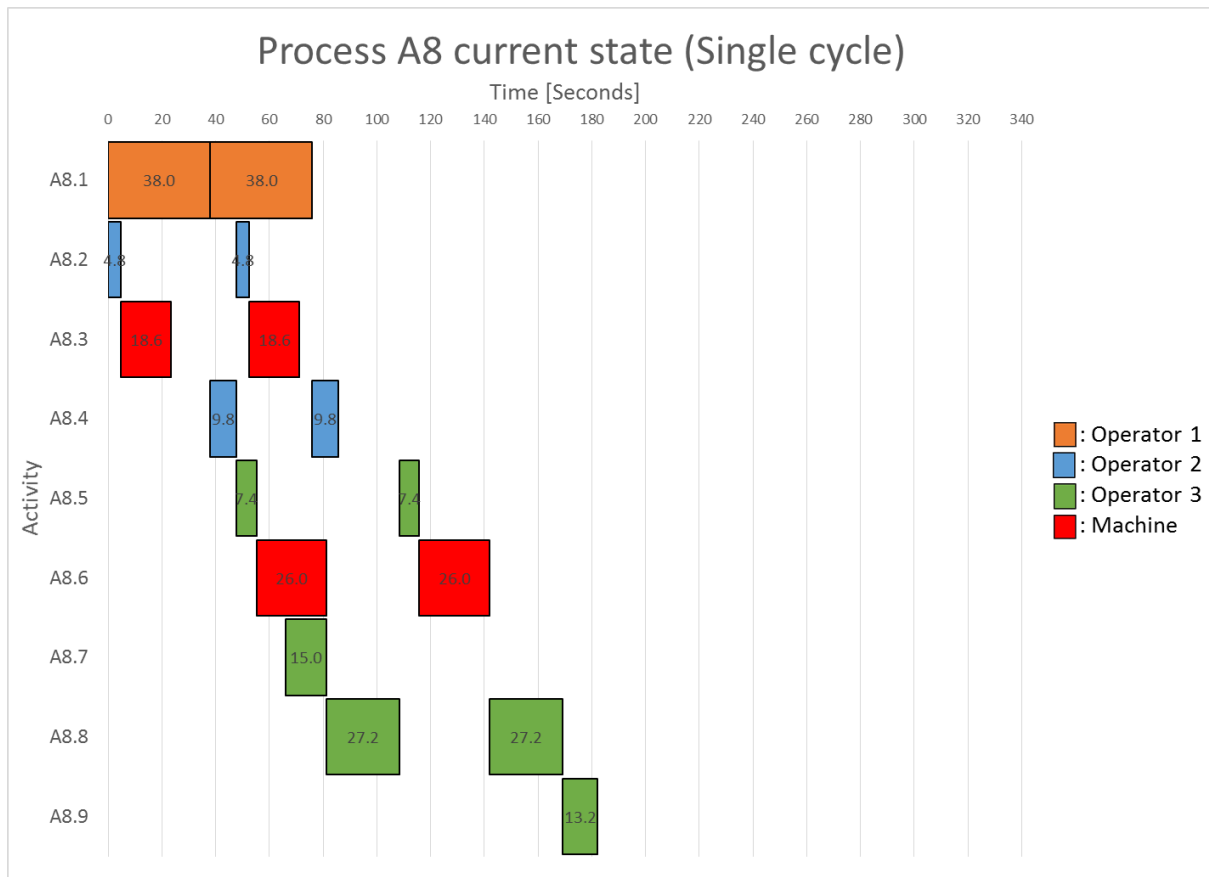 Process A8 current state (Single cycle)
Time [Seconds]
0 20 40 60 80 100 120 140 160 180 200 220 240 260 280 300 320 340
A8.1 38.0 38.0
A8.2 4.8 4.8
A8.3 18.6 18.6
A8.4 9.8 9.8
A8.5 7.4 7.4
A8.6 26.0 26.0
A8.7 15.0
A8.8 27.2 27.2
A8.9 13.2
Activity
: Operator 1
: Operator 2
: Operator 3
: Machine